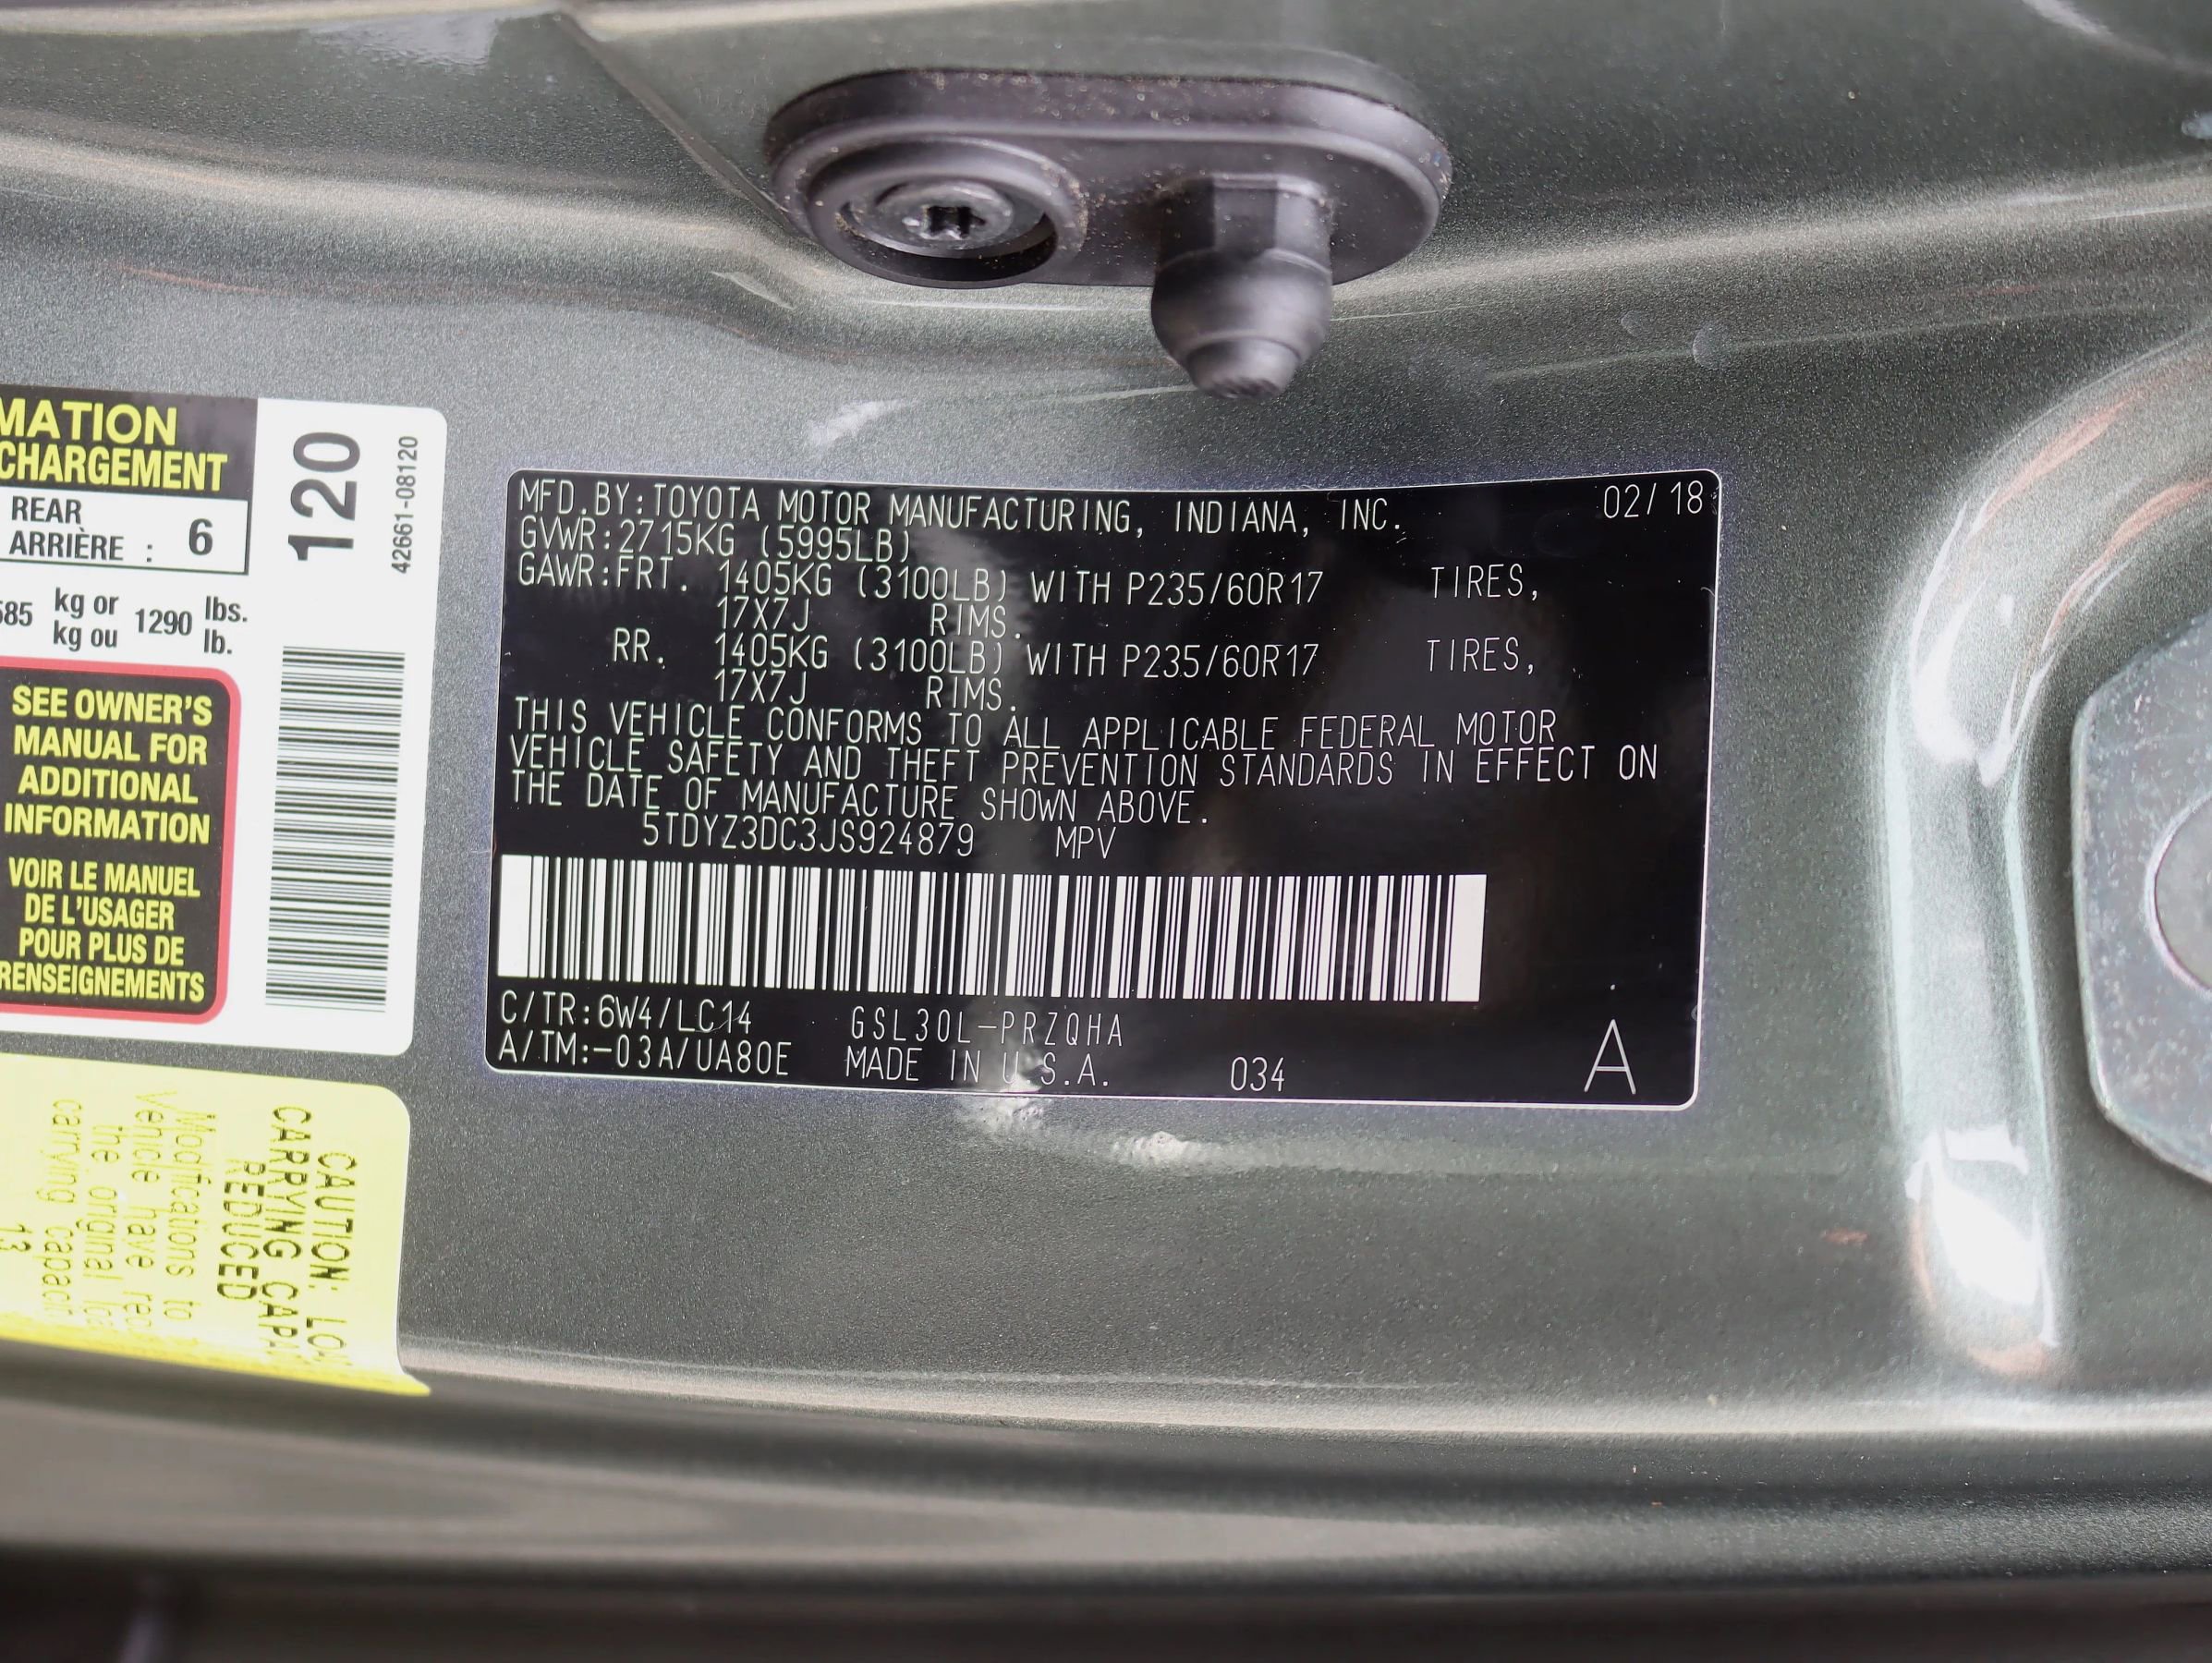 MATION
CHARGEMENT
REAR
ARRIÈRE : 6
kg or 1290 lbs.
kg ou lb.
SEE OWNER'S
MANUAL FOR
ADDITIONAL
INFORMATION
VOIR LE MANUEL
DE L'USAGER
POUR PLUS DE
RENSEIGNEMENTS
120
42661-08120
MFD.BY:TOYOTA MOTOR MANUFACTURING, INDIANA, INC. 02/18
GVWR:2715KG (5995LB)
GAWR:FRT. 1405KG (3100LB) WITH P235/60R17 TIRES,
17X7J RIMS.
RR. 1405KG (3100LB) WITH P235/60R17 TIRES,
17X7J RIMS.
THIS VEHICLE CONFORMS TO ALL APPLICABLE FEDERAL MOTOR
VEHICLE SAFETY AND THEFT PREVENTION STANDARDS IN EFFECT ON
THE DATE OF MANUFACTURE SHOWN ABOVE.
5TDYZ3DC3JS924879 MPV
C/TR:6W4/LC14 GSL30L-PRZQHA
A/TM:-03A/UA80E MADE IN U.S.A. 034 A
CAUTION: LO
CARRYING CAPA
REDUCED
Modifications to
vehicle have
the original
carrying capaci
13